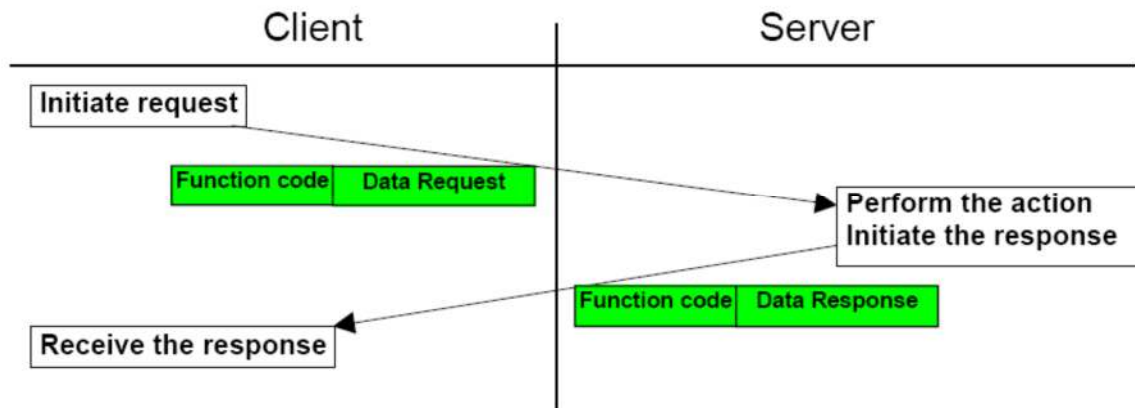 Client
Server
Initiate request
Function code
Data Request
Perform the action
Initiate the response
Function code
Data Response
Receive the response